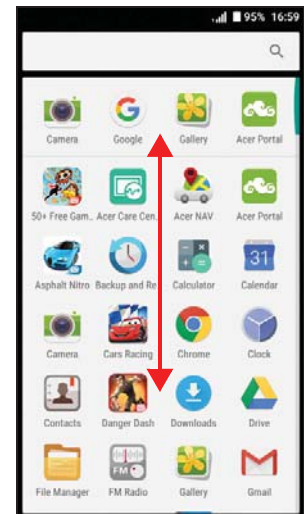 95% 16:59
Camera Google Gallery Acer Portal
50+ Free Gam.. Acer Care Cen. Acer NAV Acer Portal
31
Asphalt Nitro Backup and Re Calculator Calendar
Camera Cars Racing Chrome Clock
Contacts Danger Dash Downloads Drive
FM
File Manager FM Radio Gallery Gmail